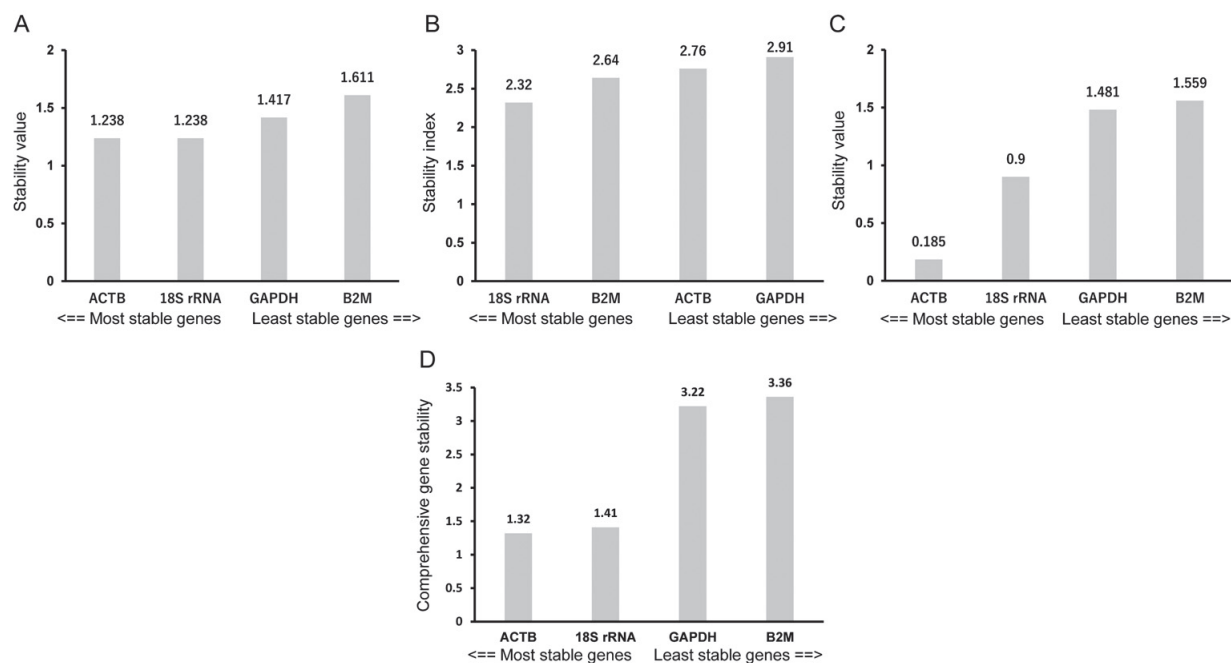 A
Stability value
2
1.5
1
0.5
0
1.238
1.238
1.417
1.611
ACTB 18S rRNA GAPDH B2M
<== Most stable genes Least stable genes ==>
B
Stability index
3
2.5
2
1.5
1
0.5
0
2.32
2.64
2.76
2.91
18S rRNA B2M ACTB GAPDH
<== Most stable genes Least stable genes ==>
C
Stability value
2
1.5
1
0.5
0
0.185
0.9
1.481
1.559
ACTB 18S rRNA GAPDH B2M
<== Most stable genes Least stable genes ==>
D
Comprehensive gene stability
3.5
3
2.5
2
1.5
1
0.5
0
1.32
1.41
3.22
3.36
ACTB 18S rRNA GAPDH B2M
<== Most stable genes Least stable genes ==>